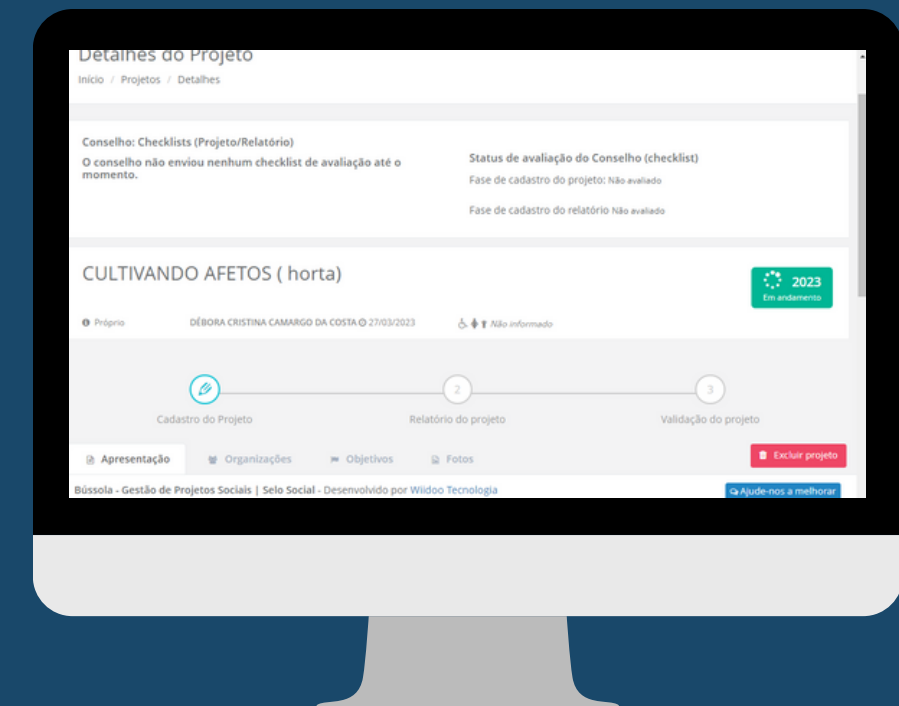 Detalhes do Projeto
Início / Projetos / Detalhes
Conselho: Checklists (Projeto/Relatório)
O conselho não enviou nenhum checklist de avaliação até o
momento.
Status de avaliação do Conselho (checklist)
Fase de cadastro do projeto: Não avaliado
Fase de cadastro do relatório Não avaliado
CULTIVANDO AFETOS ( horta)
2023
Em andamento
Próprio
DÉBORA CRISTINA CAMARGO DA COSTA 27/03/2023
Não informado
2
3
Cadastro do Projeto
Relatório do projeto
Validação do projeto
Apresentação
Organizações
Objetivos
Fotos
Excluir projeto
Bússola - Gestão de Projetos Sociais | Selo Social - Desenvolvido por Wiidoo Tecnologia
Ajude-nos a melhorar